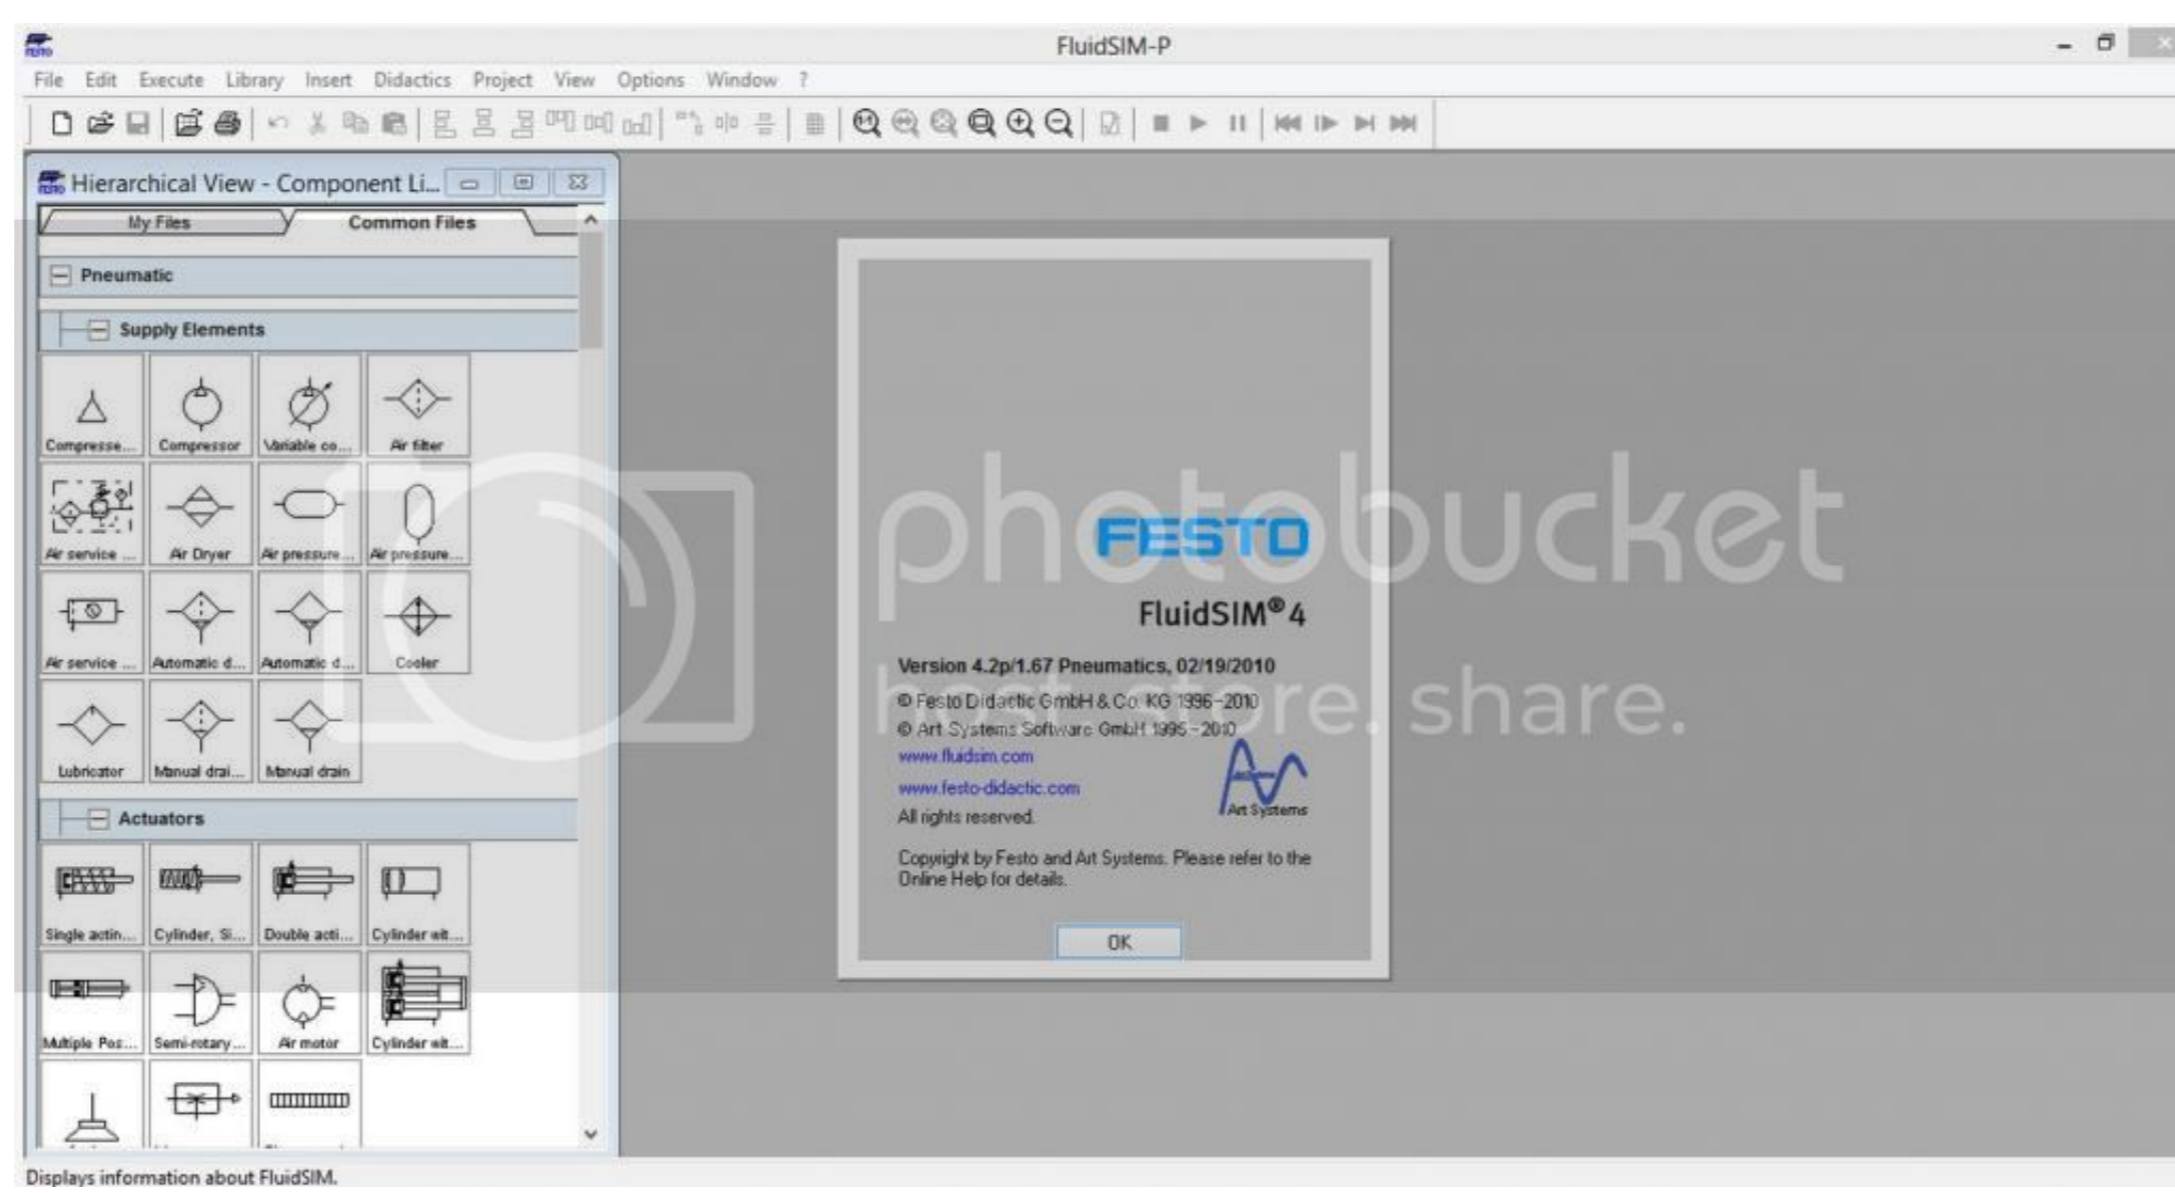 FluidSIM-P
File Edit Execute Library Insert Didactics Project View Options Window ?
Hierarchical View - Component Li...
My Files Common Files
Pneumatic
Supply Elements
Compresse... Compressor Variable co... Air filter
Air service ... Air Dryer Air pressure... Air pressure...
Air service ... Automatic d... Automatic d... Cooler
Lubricator Manual drai... Manual drain
Actuators
Single actin... Cylinder, Si... Double acti... Cylinder wit...
Multiple Pos... Semi-rotary... Air motor Cylinder wit...
FESTO
FluidSIM® 4
Version 4.2p/1.67 Pneumatics, 02/19/2010
© Festo Didactic GmbH & Co. KG 1996-2010
© Art Systems Software GmbH 1995-2010
www.fluidsim.com
www.festo-didactic.com
All rights reserved.
Art Systems
Copyright by Festo and Art Systems. Please refer to the
Online Help for details.
OK
photobucket
host. store. share.
Displays information about FluidSIM.